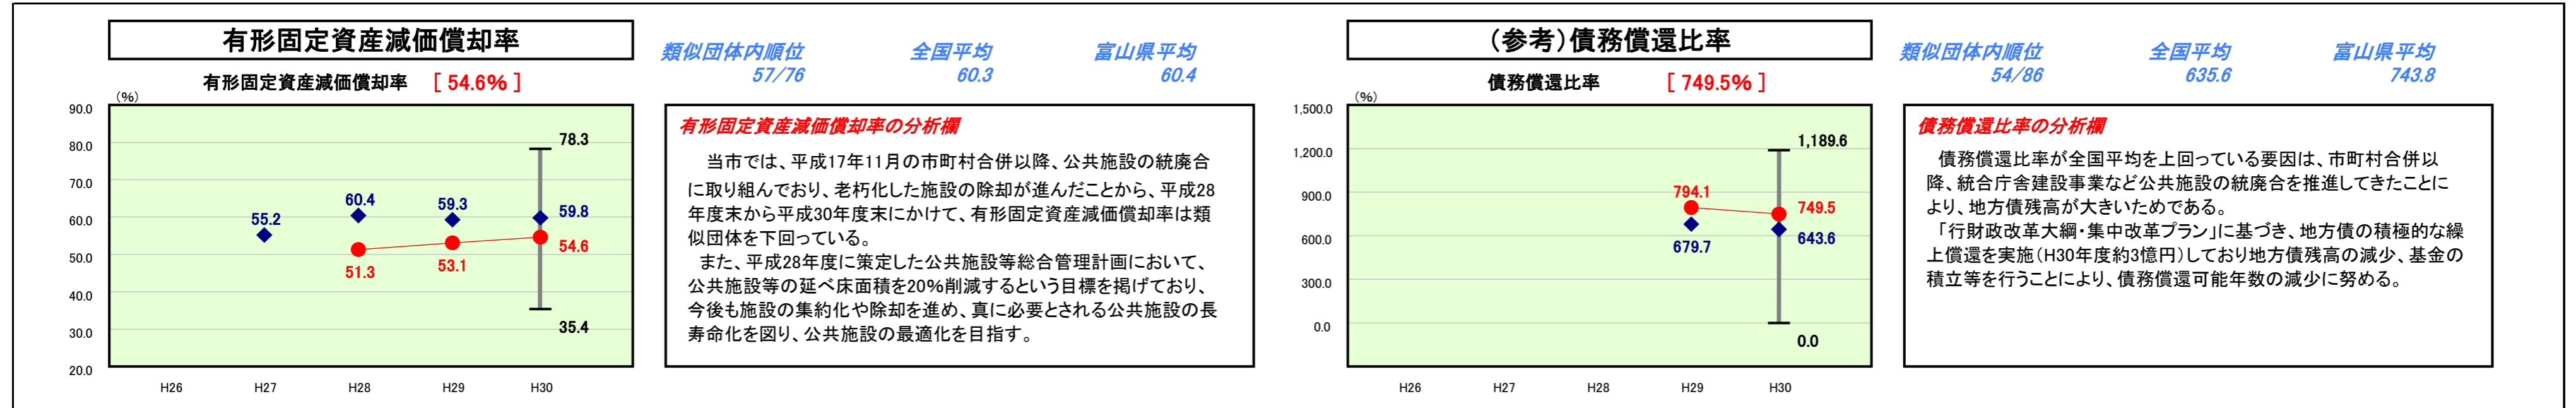 有形固定資産減価償却率
有形固定資産減価償却率 [ 54.6% ]
類似団体内順位 全国平均 富山県平均
57/76 60.3 60.4
(%)
90.0
80.0
70.0
60.0
50.0
40.0
30.0
20.0
78.3
60.4
59.3
59.8
55.2
54.6
51.3
53.1
35.4
H26 H27 H28 H29 H30
有形固定資産減価償却率の分析欄
当市では、平成17年11月の市町村合併以降、公共施設の統廃合
に取り組んでおり、老朽化した施設の除却が進んだことから、平成28
年度末から平成30年度末にかけて、有形固定資産減価償却率は類
似団体を下回っている。
また、平成28年度に策定した公共施設等総合管理計画において、
公共施設等の延べ床面積を20%削減するという目標を掲げており、
今後も施設の集約化や除却を進め、真に必要とされる公共施設の長
寿命化を図り、公共施設の最適化を目指す。
(参考)債務償還比率
債務償還比率 [ 749.5% ]
類似団体内順位 全国平均 富山県平均
54/86 635.6 743.8
(%)
1,500.0
1,200.0
900.0
600.0
300.0
0.0
1,189.6
794.1
749.5
679.7
643.6
0.0
H26 H27 H28 H29 H30
債務償還比率の分析欄
債務償還比率が全国平均を上回っている要因は、市町村合併以
降、統合庁舎建設事業など公共施設の統廃合を推進してきたことに
より、地方債残高が大きいためである。
「行財政改革大綱・集中改革プラン」に基づき、地方債の積極的な繰
上償還を実施(H30年度約3億円)しており地方債残高の減少、基金の
積立等を行うことにより、債務償還可能年数の減少に努める。